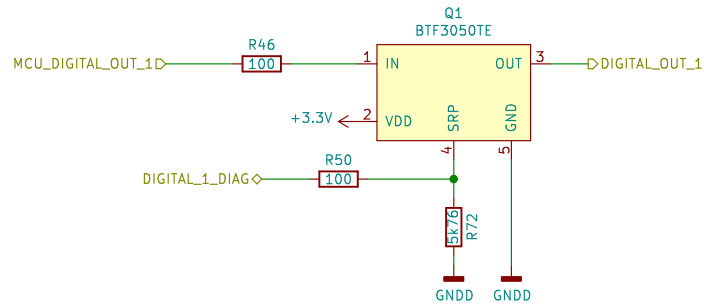 Q1
BTF3050TE
R46
MCU_DIGITAL_OUT_1
100
1
IN
OUT
3
DIGITAL_OUT_1
+3.3V
2
VDD
SRP
GND
4
5
R50
DIGITAL_1_DIAG
100
5k76
R72
GNDD
GNDD